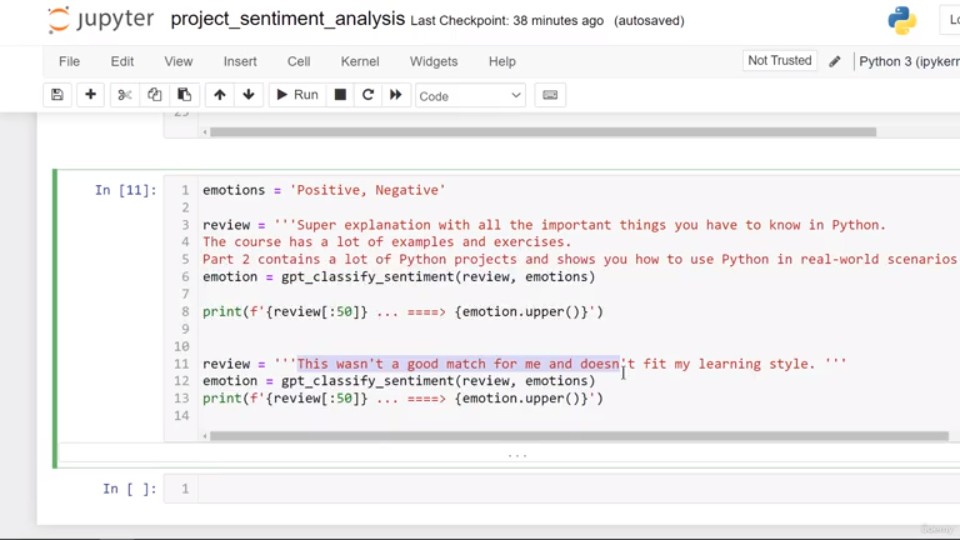 jupyter project_sentiment_analysis Last Checkpoint: 38 minutes ago (autosaved)
File Edit View Insert Cell Kernel Widgets Help Not Trusted Python 3 (ipykern
Run Code
In [11]:
1 emotions = 'Positive, Negative'
2
3 review = '''Super explanation with all the important things you have to know in Python.
4 The course has a lot of examples and exercises.
5 Part 2 contains a lot of Python projects and shows you how to use Python in real-world scenarios
6 emotion = gpt_classify_sentiment(review, emotions)
7
8 print(f'{review[:50]} ... ====> {emotion.upper()}')
9
10
11 review = '''This wasn't a good match for me and doesn't fit my learning style. '''
12 emotion = gpt_classify_sentiment(review, emotions)
13 print(f'{review[:50]} ... ====> {emotion.upper()}')
14
...
In [ ]: 1